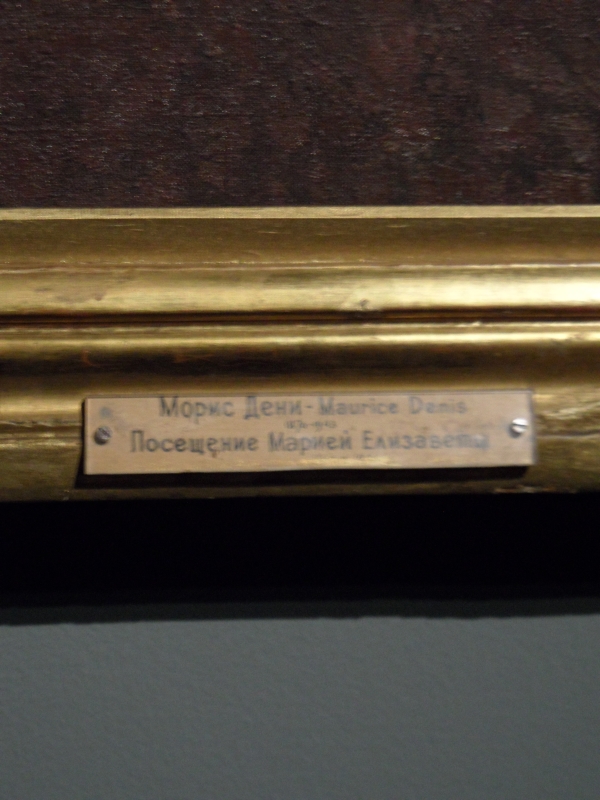 Морис Дени - Maurice Denis
Посещение Марией Елизаветы